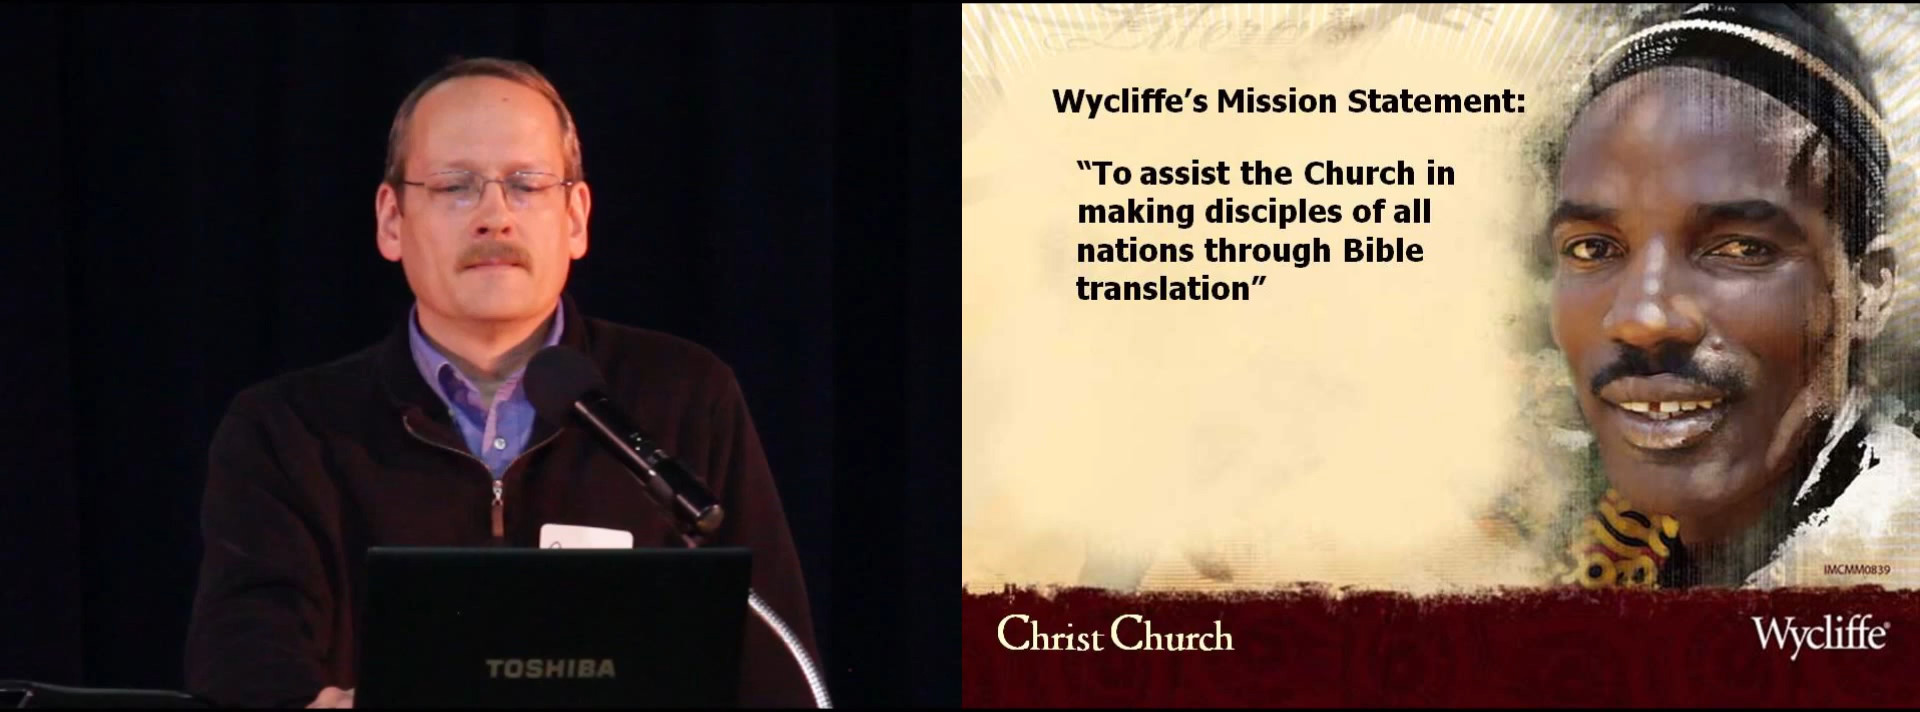 TOSHIBA
Wycliffe's Mission Statement:
“To assist the Church in
making disciples of all
nations through Bible
translation”
IMCMM0839
Christ Church
Wycliffe®